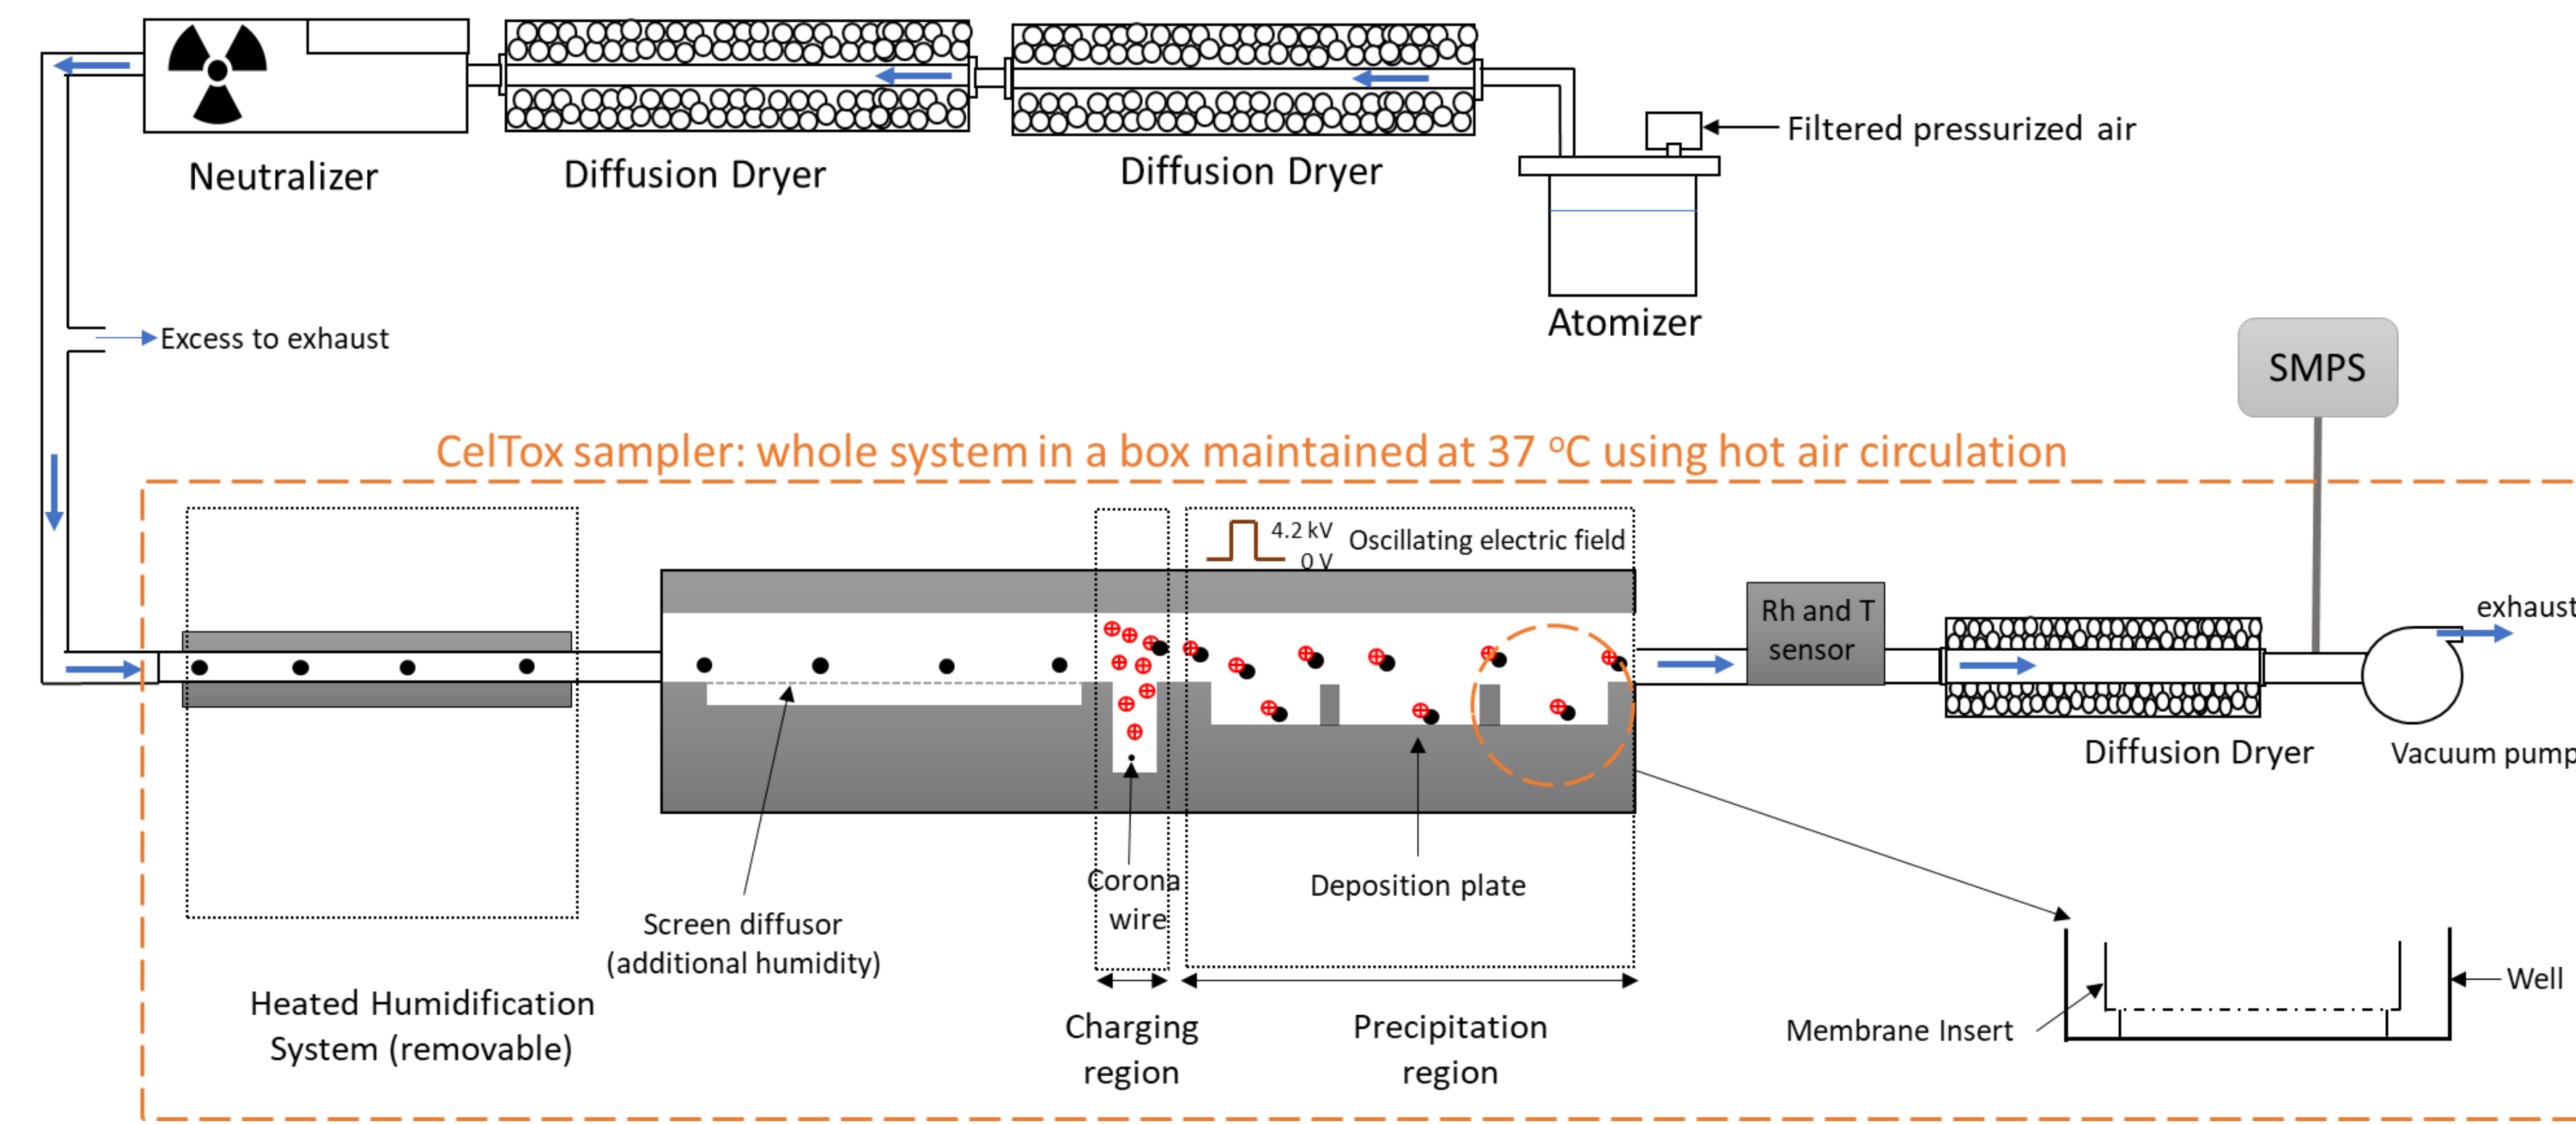 Neutralizer
Diffusion Dryer
Diffusion Dryer
Filtered pressurized air
Atomizer
Excess to exhaust
SMPS
CelTox sampler: whole system in a box maintained at 37 °C using hot air circulation
4.2 kV
0 V
Oscillating electric field
Rh and T
sensor
exhaust
Diffusion Dryer
Vacuum pump
Corona
wire
Deposition plate
Screen diffusor
(additional humidity)
Heated Humidification
System (removable)
Charging
region
Precipitation
region
Membrane Insert
Well